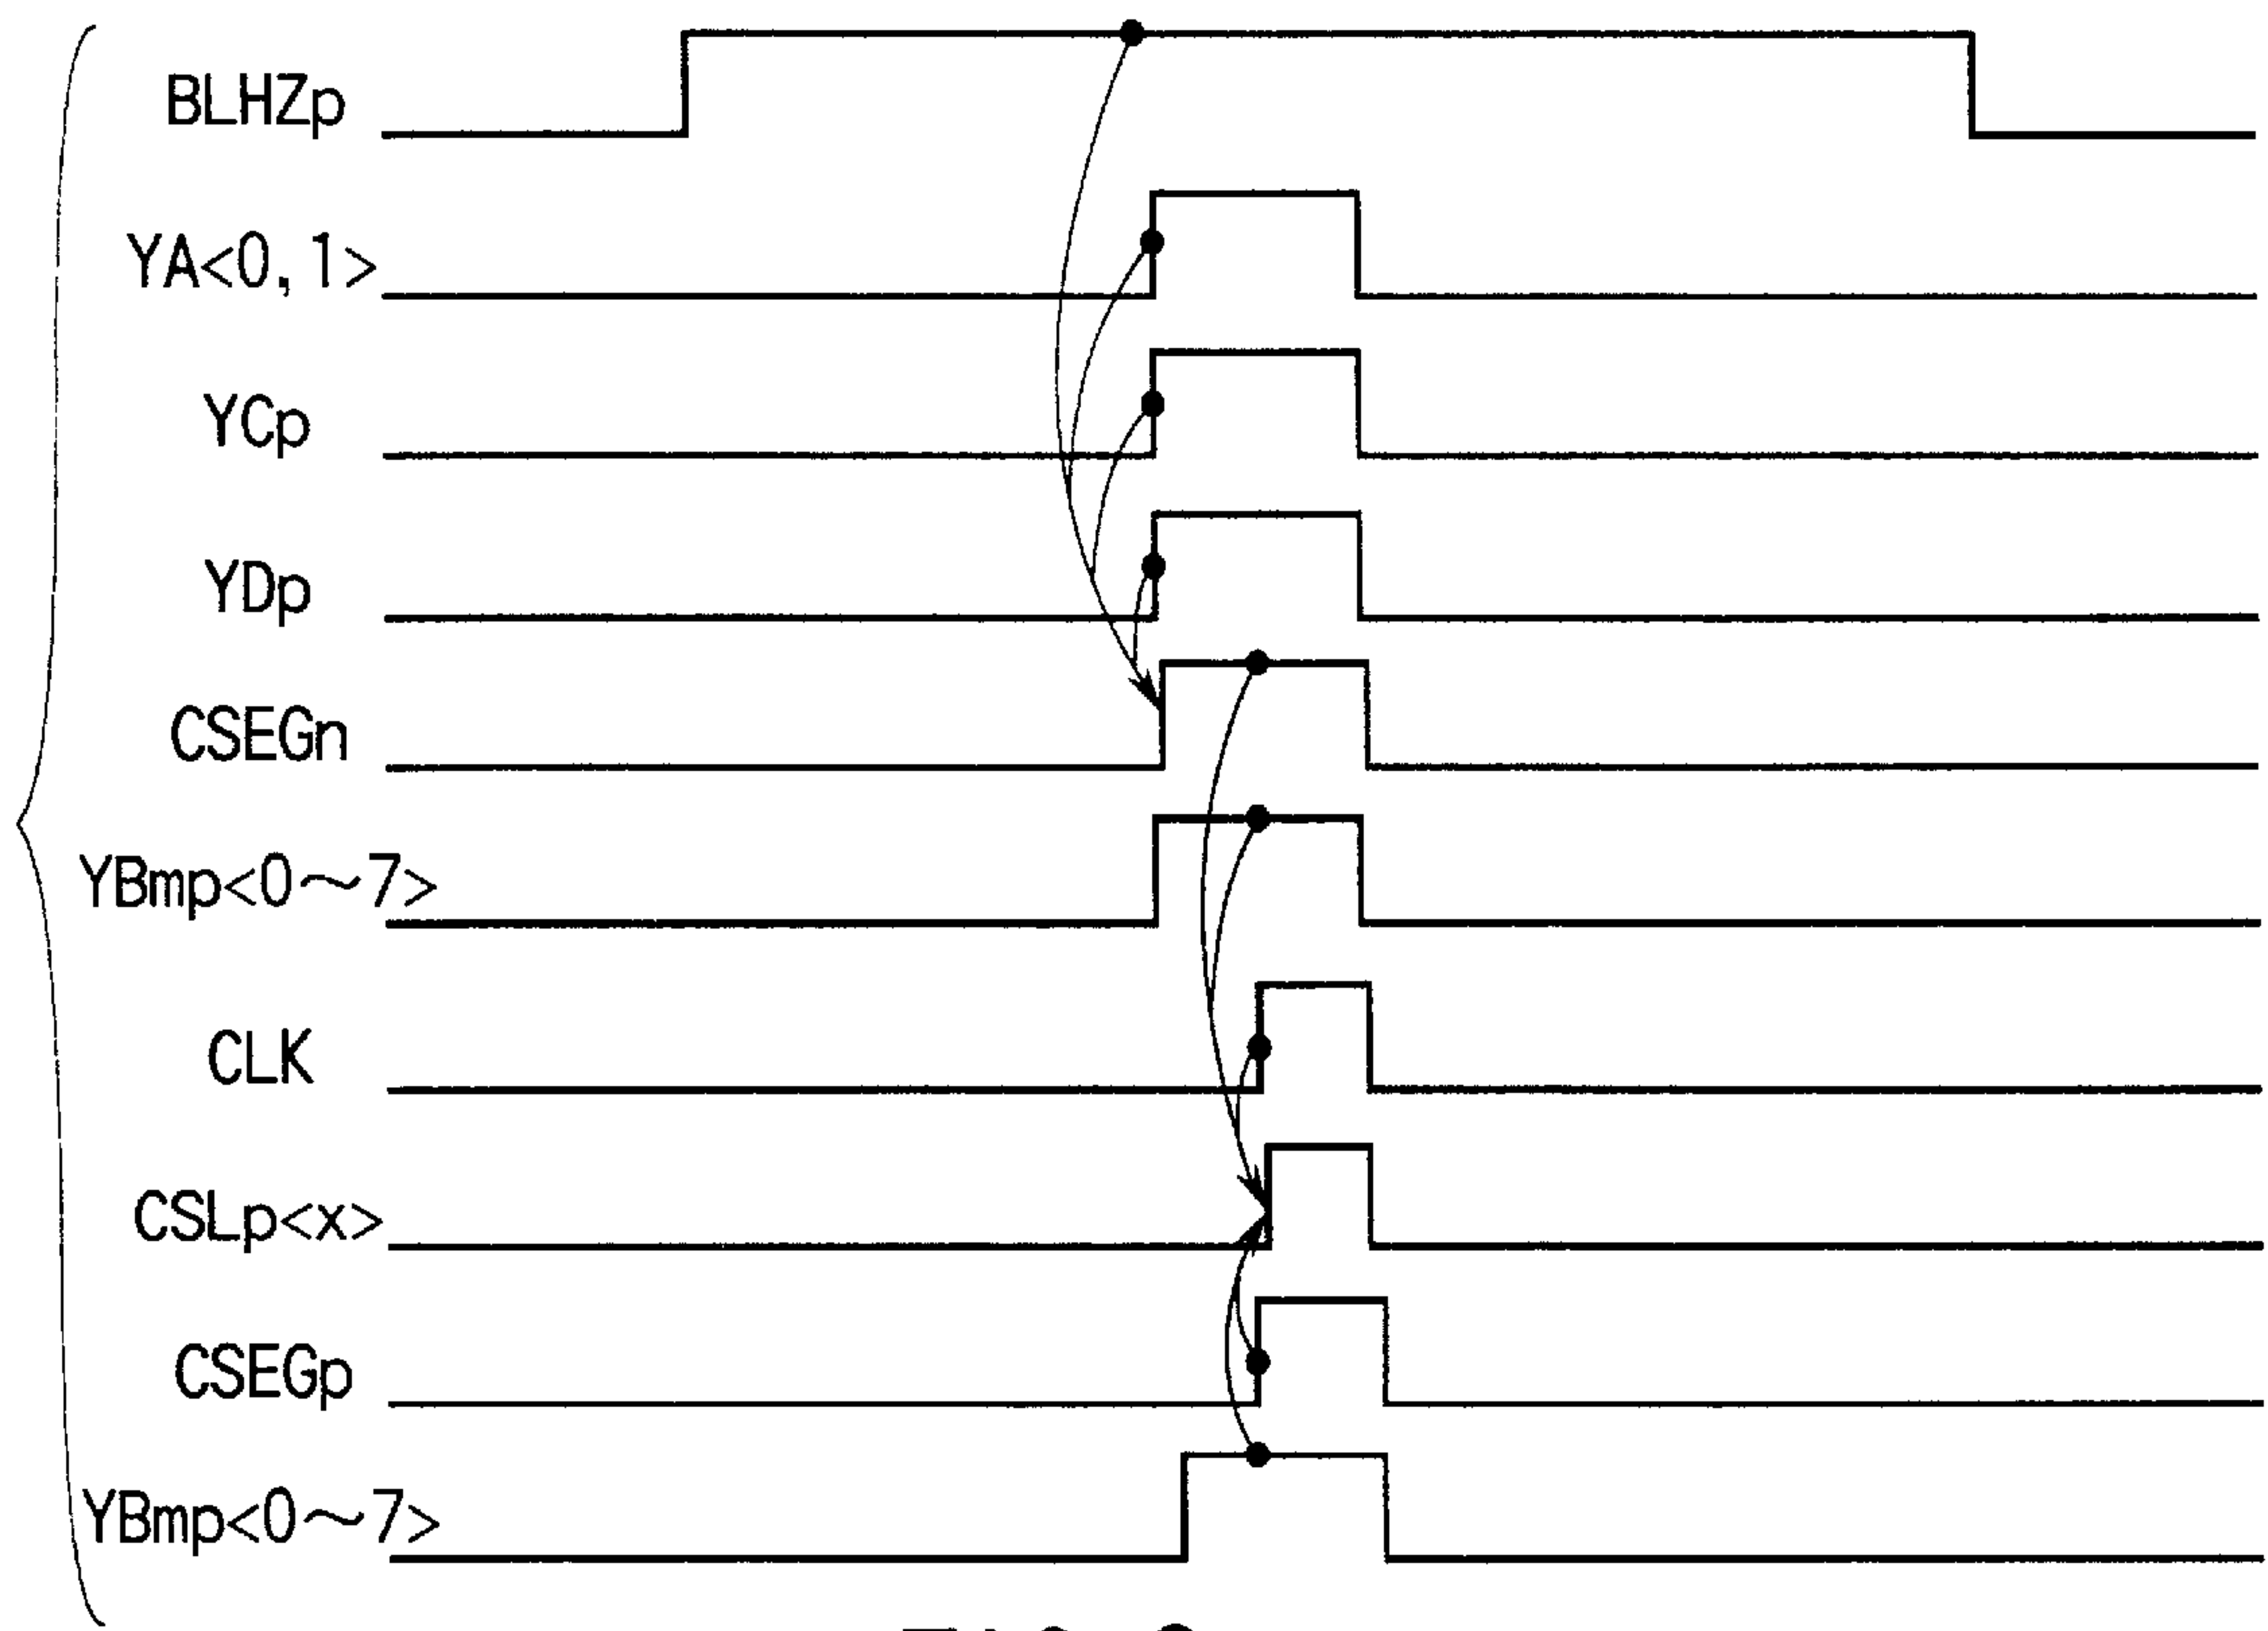 BLHZp
YA<0,1>
YCp
YDp
CSEGn
YBmp<0～7>
CLK
CSLp<x>
CSEGp
YBmp<0～7>